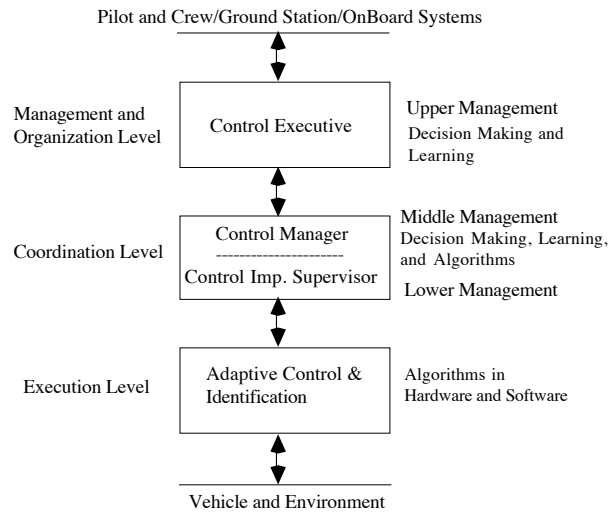 Pilot and Crew/Ground Station/OnBoard Systems
Management and
Organization Level
Control Executive
Upper Management
Decision Making and
Learning
Coordination Level
Control Manager
----------------------
Control Imp. Supervisor
Middle Management
Decision Making, Learning,
and Algorithms
Lower Management
Execution Level
Adaptive Control &
Identification
Algorithms in
Hardware and Software
Vehicle and Environment